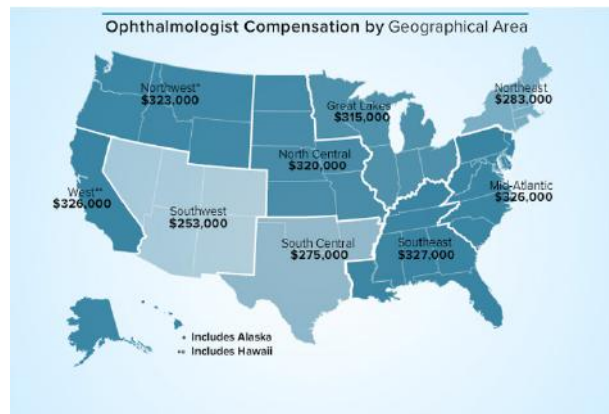 Ophthalmologist Compensation by Geographical Area
Northwest*
$323,000
Great Lakes
$315,000
Northeast
$283,000
North Central
$320,000
West**
$326,000
Southwest
$253,000
Mid-Atlantic
$326,000
South Central
$275,000
Southeast
$327,000
* Includes Alaska
** Includes Hawaii